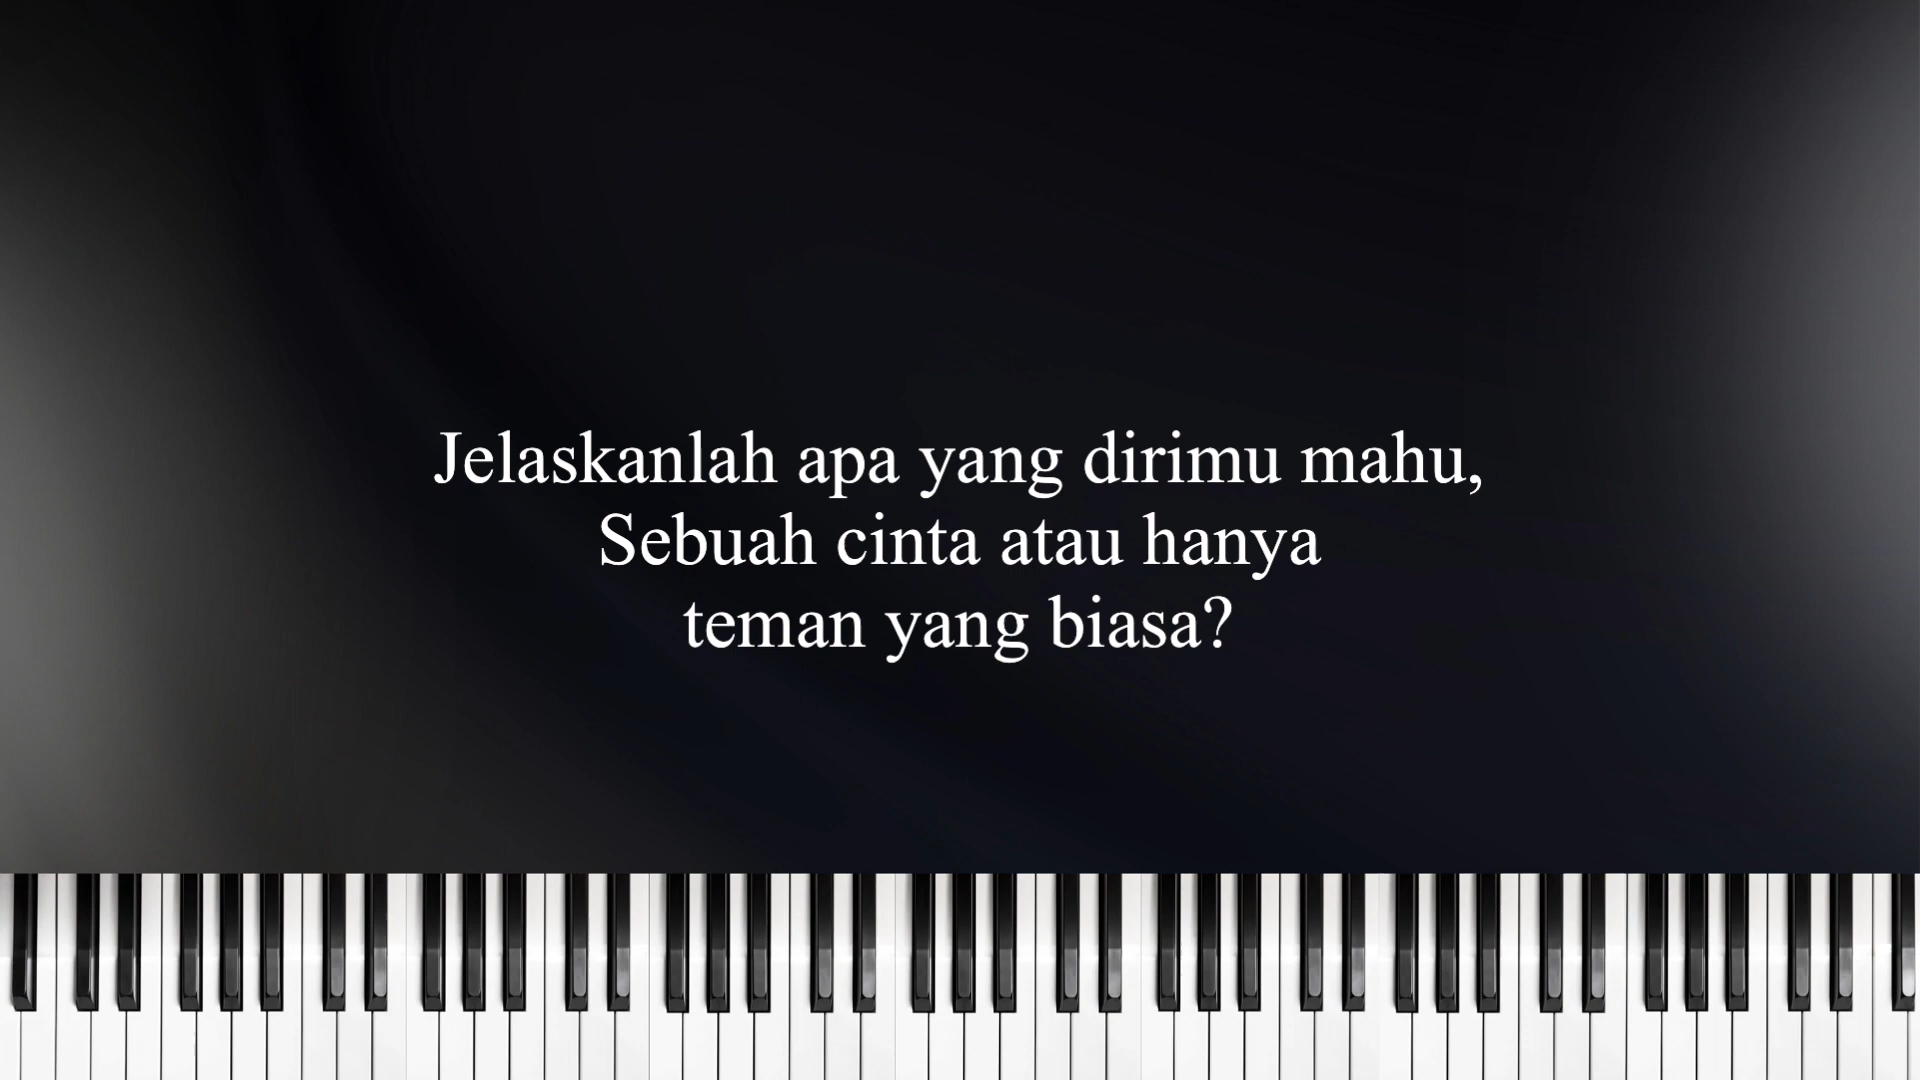 Jelaskanlah apa yang dirimu mahu,
Sebuah cinta atau hanya
teman yang biasa?